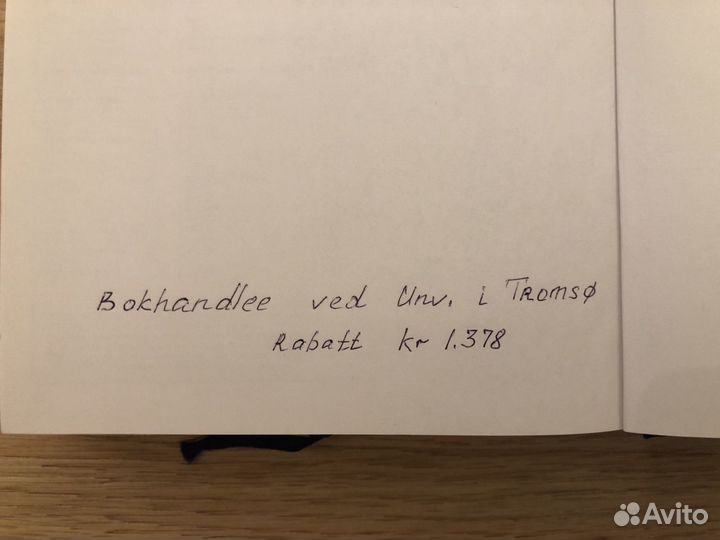 Bokhandlee ved Unv. i Tromsø
Rabatt kr 1.378
Avito